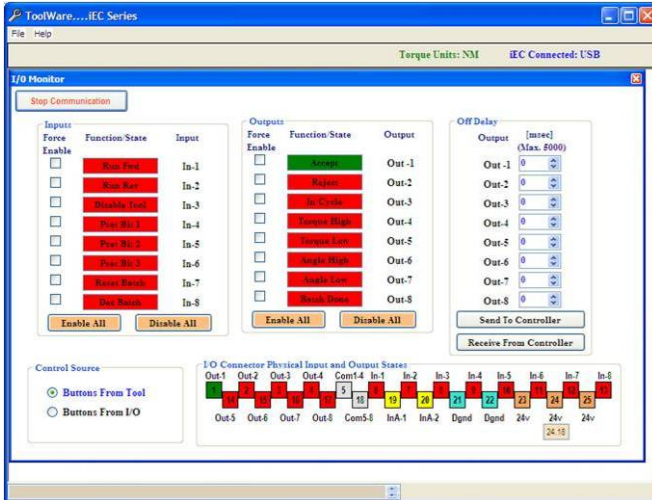 ToolWare....iEC Series
File Help
Torque Units: NM iEC Connected: USB
I/O Monitor
Stop Communication
Inputs
Force Enable Function/State Input
Run Fwd In-1
Run Rev In-2
Disable Tool In-3
Pset Bit 1 In-4
Pset Bit 2 In-5
Pset Bit 3 In-6
Reset Batch In-7
Dec Batch In-8
Enable All Disable All
Outputs
Force Enable Function/State Output
Accept Out -1
Reject Out-2
In Cycle Out-3
Torque High Out-4
Torque Low Out-5
Angle High Out-6
Angle Low Out-7
Batch Done Out-8
Enable All Disable All
Off Delay
Output [msec] (Max. 5000)
Out -1 0
Out-2 0
Out-3 0
Out-4 0
Out-5 0
Out-6 0
Out-7 0
Out-8 0
Send To Controller
Receive From Controller
Control Source
Buttons From Tool
Buttons From I/O
I/O Connector Physical Input and Output States
Out-1 Out-2 Out-3 Out-4 Com1-4 In-1 In-2 In-3 In-4 In-5 In-6 In-7 In-8
1 2 3 4 5 6 7 8 9 10 11 12 13
14 15 16 17 18 19 20 21 22 23 24 25
Out-5 Out-6 Out-7 Out-8 Com5-8 InA-1 InA-2 Dgnd Dgnd 24v 24v 24v
24.18